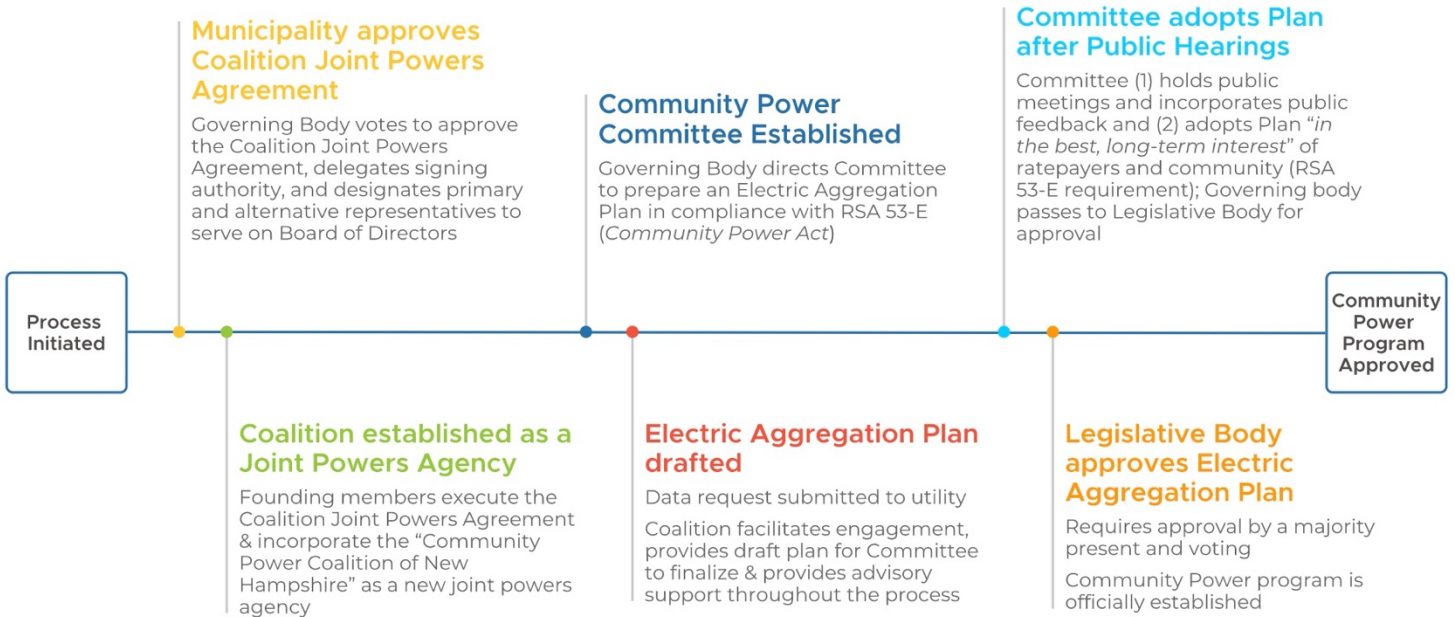 Process
Initiated
Municipality approves
Coalition Joint Powers
Agreement
Governing Body votes to approve
the Coalition Joint Powers
Agreement, delegates signing
authority, and designates primary
and alternative representatives to
serve on Board of Directors
Coalition established as a
Joint Powers Agency
Founding members execute the
Coalition Joint Powers Agreement
& incorporate the “Community
Power Coalition of New
Hampshire” as a new joint powers
agency
Community Power
Committee Established
Governing Body directs Committee
to prepare an Electric Aggregation
Plan in compliance with RSA 53-E
(Community Power Act)
Electric Aggregation Plan
drafted
Data request submitted to utility
Coalition facilitates engagement,
provides draft plan for Committee
to finalize & provides advisory
support throughout the process
Committee adopts Plan
after Public Hearings
Committee (1) holds public
meetings and incorporates public
feedback and (2) adopts Plan “in
the best, long-term interest” of
ratepayers and community (RSA
53-E requirement); Governing body
passes to Legislative Body for
approval
Legislative Body
approves Electric
Aggregation Plan
Requires approval by a majority
present and voting
Community Power program is
officially established
Community
Power
Program
Approved